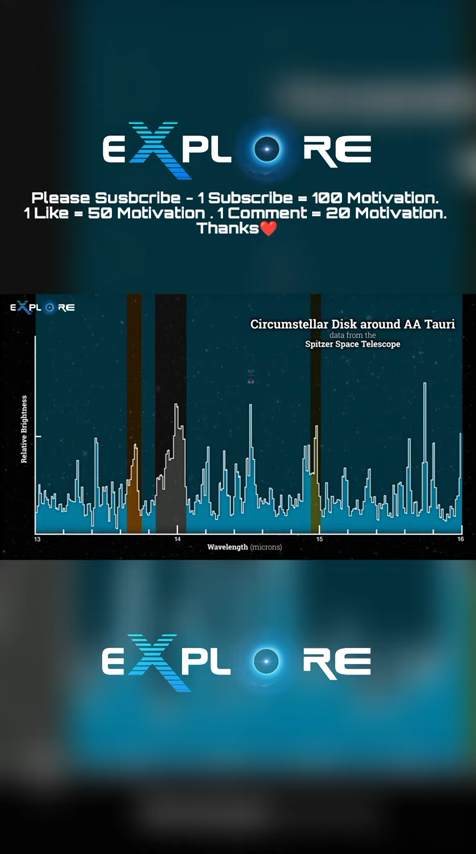 EXPLORE
Please Susbcribe - 1 Subscribe = 100 Motivation.
1 Like = 50 Motivation . 1 Comment = 20 Motivation.
Thanks❤️
EXPLORE
Circumstellar Disk around AA Tauri
data from the
Spitzer Space Telescope
Relative Brightness
13 14 15 16
Wavelength (microns)
EXPLORE